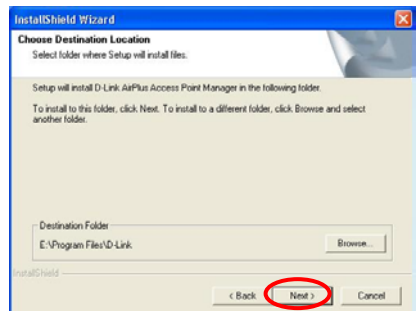 InstallShield Wizard
Choose Destination Location
Select folder where Setup will install files.
Setup will install D-Link AirPlus Access Point Manager in the following folder.
To install to this folder, click Next. To install to a different folder, click Browse and select
another folder.
Destination Folder
E:\Program Files\D-Link
Browse...
InstallShield
< Back
Next >
Cancel